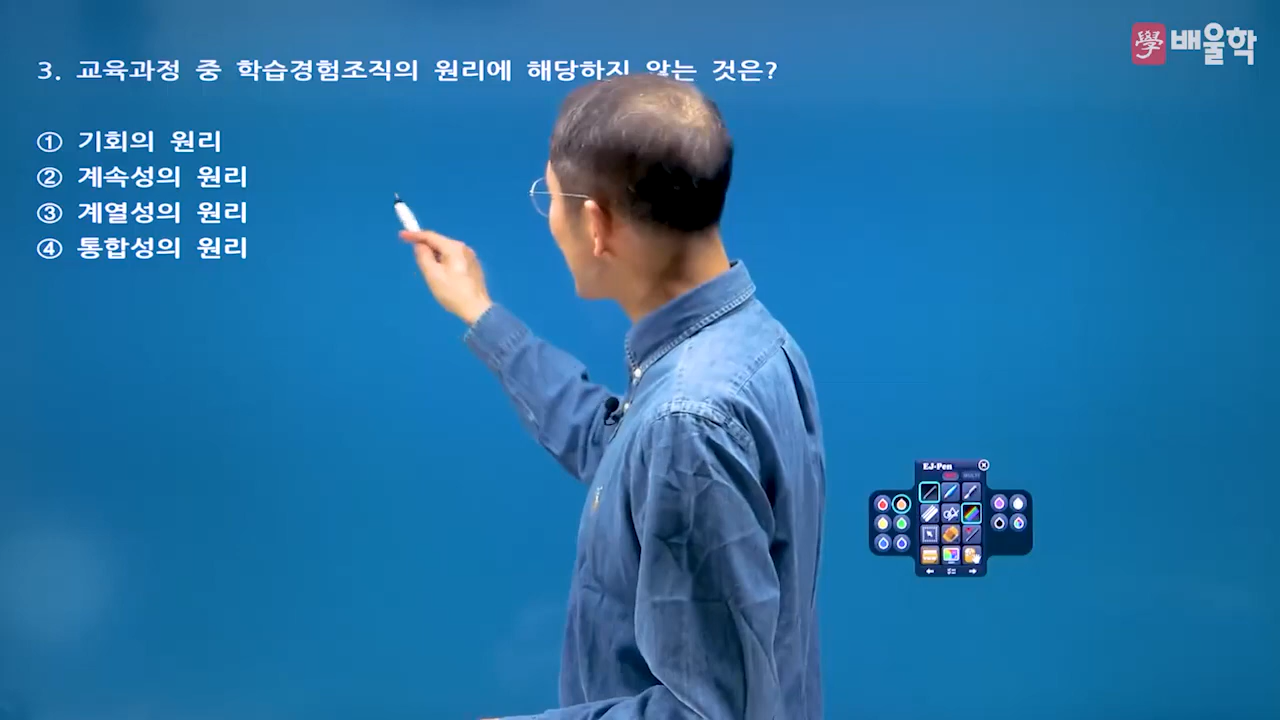 學 배울학
3. 교육과정 중 학습경험조직의 원리에 해당하지 않는 것은?
① 기회의 원리
② 계속성의 원리
③ 계열성의 원리
④ 통합성의 원리
EJ-Pen